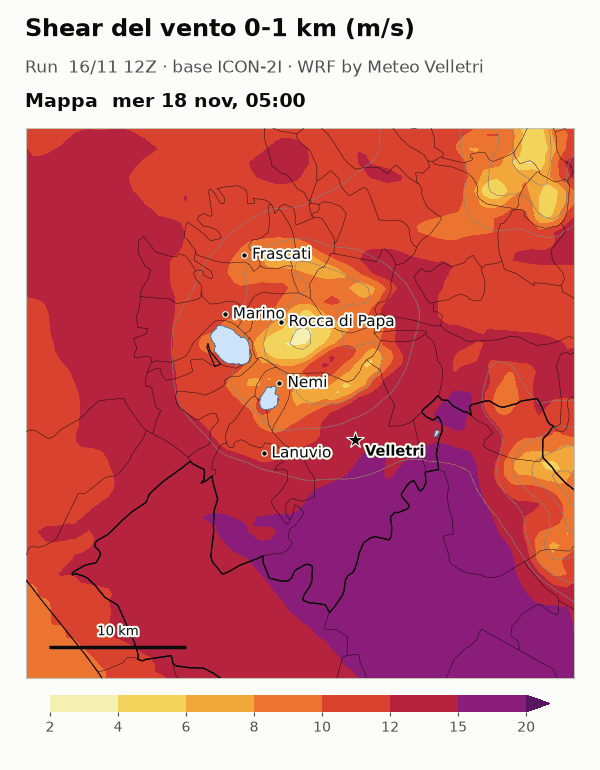 Shear del vento 0-1 km (m/s)
Run  16/11 12Z · base ICON-2I · WRF by Meteo Velletri
Mappa  mer 18 nov, 05:00
Frascati
Marino
Rocca di Papa
Nemi
Velletri
Lanuvio
10 km
2 4 6 8 10 12 15 20